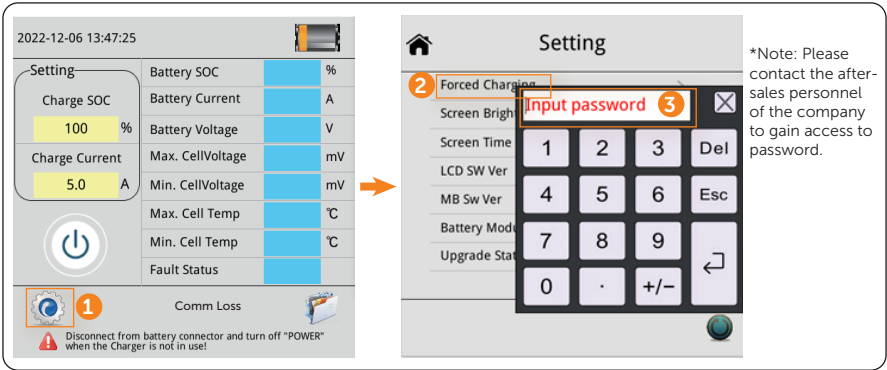 2022-12-06 13:47:25
Setting
Charge SOC
100 %
Charge Current
5.0 A
Battery SOC %
Battery Current A
Battery Voltage V
Max. CellVoltage mV
Min. CellVoltage mV
Max. Cell Temp ℃
Min. Cell Temp ℃
Fault Status
1
Comm Loss
Disconnect from battery connector and turn off "POWER"
when the Charger is not in use!
Setting
2 Forced Charging
Input password 3
Screen Bright
Screen Time
LCD SW Ver
MB Sw Ver
Battery Modu
Upgrade Stat
1 2 3 Del
4 5 6 Esc
7 8 9
0 . +/-
*Note: Please
contact the after-
sales personnel
of the company
to gain access to
password.